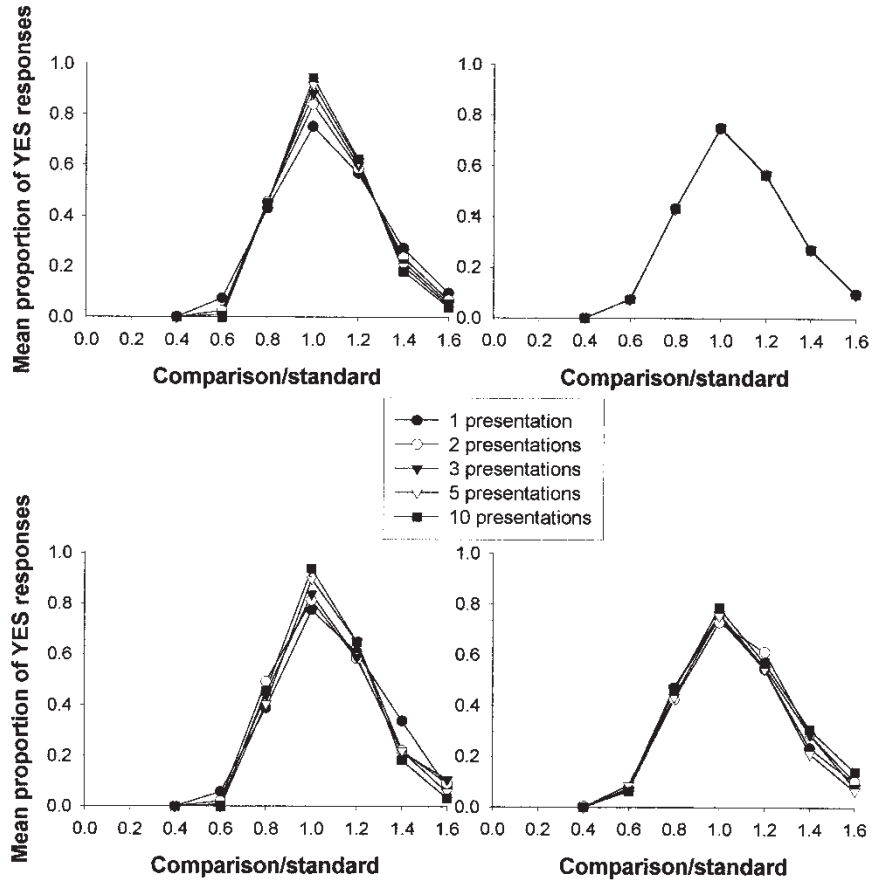 Mean proportion of YES responses
1.0
0.8
0.6
0.4
0.2
0.0
0.0 0.2 0.4 0.6 0.8 1.0 1.2 1.4 1.6
Comparison/standard
1.0
0.8
0.6
0.4
0.2
0.0
0.0 0.2 0.4 0.6 0.8 1.0 1.2 1.4 1.6
Comparison/standard
1 presentation
2 presentations
3 presentations
5 presentations
10 presentations
Mean proportion of YES responses
1.0
0.8
0.6
0.4
0.2
0.0
0.0 0.2 0.4 0.6 0.8 1.0 1.2 1.4 1.6
Comparison/standard
1.0
0.8
0.6
0.4
0.2
0.0
0.0 0.2 0.4 0.6 0.8 1.0 1.2 1.4 1.6
Comparison/standard